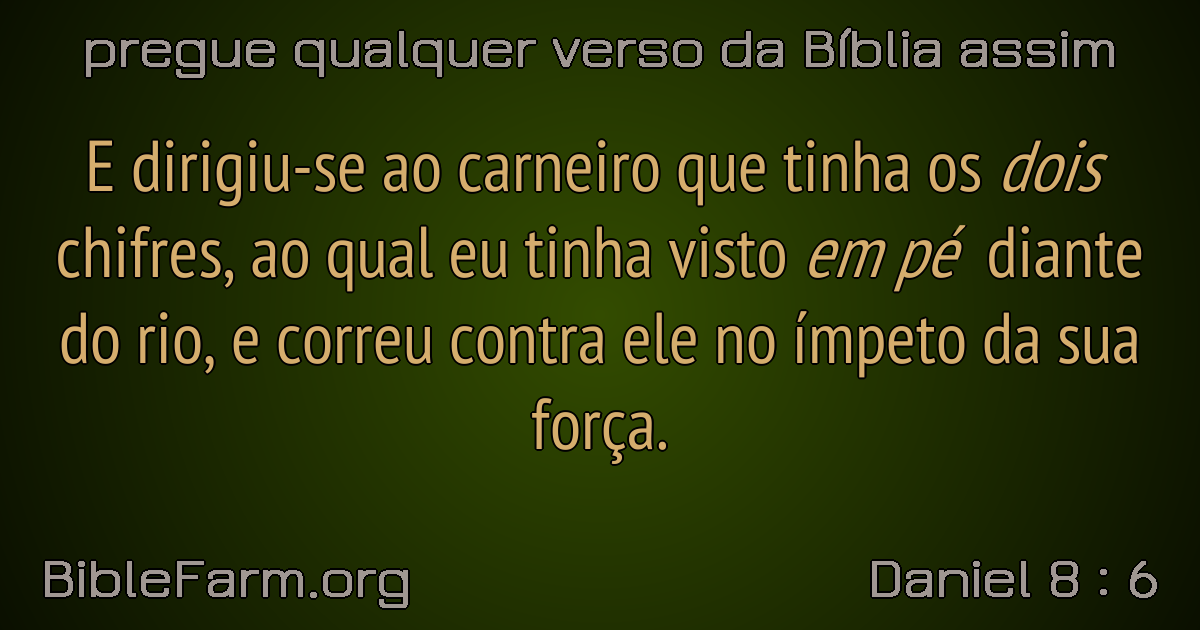 pregue qualquer verso da Bíblia assim
E dirigiu-se ao carneiro que tinha os dois
chifres, ao qual eu tinha visto em pé diante
do rio, e correu contra ele no ímpeto da sua
força.
BibleFarm.org
Daniel 8 : 6